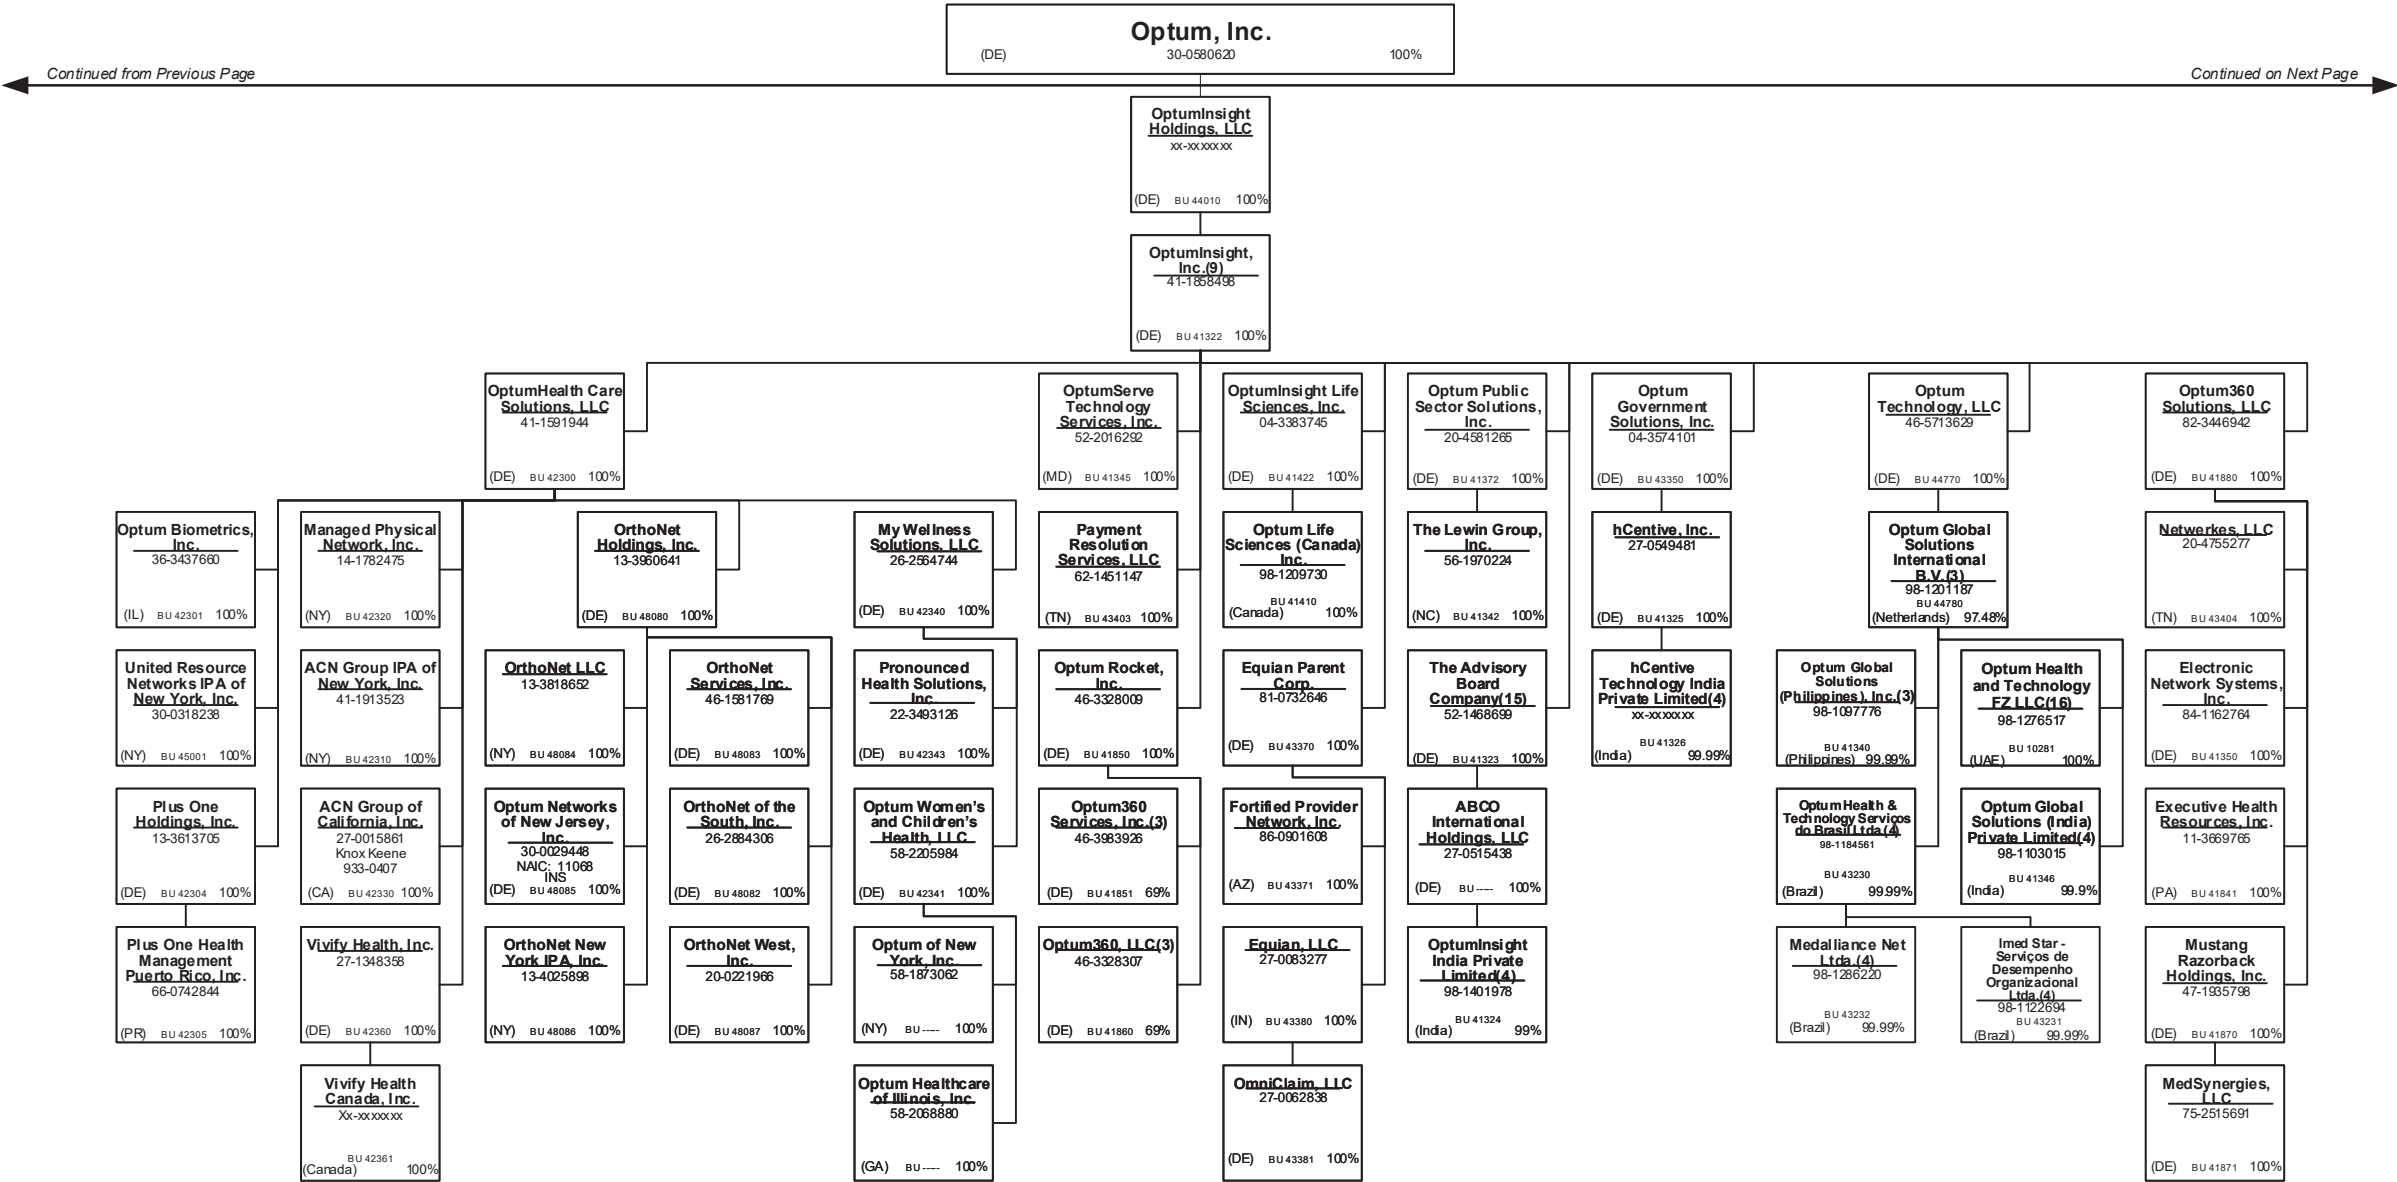 Optum, Inc.
(DE) 30-0580620 100%
Continued from Previous Page
Continued on Next Page
OptumInsight
Holdings, LLC
xx-xxxxxxx
(DE) BU 44010 100%
OptumInsight,
Inc.(9)
41-1858498
(DE) BU 41322 100%
OptumHealth Care
Solutions, LLC
41-1591944
(DE) BU 42300 100%
OptumServe
Technology
Services, Inc.
52-2016292
(MD) BU 41345 100%
OptumInsight Life
Sciences, Inc.
04-3383745
(DE) BU 41422 100%
Optum Public
Sector Solutions,
Inc.
20-4581265
(DE) BU 41372 100%
Optum
Government
Solutions, Inc.
04-3574101
(DE) BU 43350 100%
Optum
Technology, LLC
46-5713629
(DE) BU 44770 100%
Optum360
Solutions, LLC
82-3446942
(DE) BU 41880 100%
Optum Biometrics,
Inc.
36-3437660
(IL) BU 42301 100%
Managed Physical
Network, Inc.
14-1782475
(NY) BU 42320 100%
OrthoNet
Holdings, Inc.
13-3960641
(DE) BU 48080 100%
My Wellness
Solutions, LLC
26-2564744
(DE) BU 42340 100%
Payment
Resolution
Services, LLC
62-1451147
(TN) BU 43403 100%
Optum Life
Sciences (Canada)
Inc.
98-1209730
BU 41410
(Canada) 100%
The Lewin Group,
Inc.
56-1970224
(NC) BU 41342 100%
hCentive, Inc.
27-0549481
(DE) BU 41325 100%
Optum Global
Solutions
International
B.V.(3)
98-1201187
BU 44780
(Netherlands) 97.48%
Netwerkes, LLC
20-4755277
(TN) BU 43404 100%
United Resource
Networks IPA of
New York, Inc.
30-0318238
(NY) BU 45001 100%
ACN Group IPA of
New York, Inc.
41-1913523
(NY) BU 42310 100%
OrthoNet LLC
13-3818652
(NY) BU 48084 100%
OrthoNet
Services, Inc.
46-1581769
(DE) BU 48083 100%
Pronounced
Health Solutions,
Inc.
22-3493126
(DE) BU 42343 100%
Optum Rocket,
Inc.
46-3328009
(DE) BU 41850 100%
Equian Parent
Corp.
81-0732646
(DE) BU 43370 100%
The Advisory
Board
Company(15)
52-1468699
(DE) BU 41323 100%
hCentive
Technology India
Private Limited(4)
xx-xxxxxxx
BU 41326
(India) 99.99%
Optum Global
Solutions
(Philippines), Inc.(3)
98-1097776
BU 41340
(Philippines) 99.99%
Optum Health
and Technology
FZ LLC(16)
98-1276517
BU 10281
(UAE) 100%
Electronic
Network Systems,
Inc.
84-1162764
(DE) BU 41350 100%
Plus One
Holdings, Inc.
13-3613705
(DE) BU 42304 100%
ACN Group of
California, Inc.
27-0015861
Knox Keene
933-0407
(CA) BU 42330 100%
Optum Networks
of New Jersey,
Inc.
30-0029448
NAIC: 11068
INS
(DE) BU 48085 100%
OrthoNet of the
South, Inc.
26-2884306
(DE) BU 48082 100%
Optum Women's
and Children's
Health, LLC
58-2205984
(DE) BU 42341 100%
Optum360
Services, Inc.(3)
46-3983926
(DE) BU 41851 69%
Fortified Provider
Network, Inc.
86-0901608
(AZ) BU 43371 100%
ABCO
International
Holdings, LLC
27-0515438
(DE) BU ----- 100%
Optum Health &
Technology Serviços
do Brasil Ltda.(4)
98-1184561
BU 43230
(Brazil) 99.99%
Optum Global
Solutions (India)
Private Limited(4)
98-1103015
BU 41346
(India) 99.9%
Executive Health
Resources, Inc.
11-3669765
(PA) BU 41841 100%
Plus One Health
Management
Puerto Rico, Inc.
66-0742844
(PR) BU 42305 100%
Vivify Health, Inc.
27-1348358
(DE) BU 42360 100%
OrthoNet New
York IPA, Inc.
13-4025898
(NY) BU 48086 100%
OrthoNet West,
Inc.
20-0221966
(DE) BU 48087 100%
Optum of New
York, Inc.
58-1873062
(NY) BU ----- 100%
Optum360, LLC(3)
46-3328307
(DE) BU 41860 69%
Equian, LLC
27-0083277
(IN) BU 43380 100%
OptumInsight
India Private
Limited(4)
98-1401978
BU 41324
(India) 99%
Medalliance Net
Ltda.(4)
98-1286220
BU 43232
(Brazil) 99.99%
Imed Star -
Serviços de
Desempenho
Organizacional
Ltda.(4)
98-1122694
BU 43231
(Brazil) 99.99%
Mustang
Razorback
Holdings, Inc.
47-1935798
(DE) BU 41870 100%
Vivify Health
Canada, Inc.
Xx-xxxxxxx
BU 42361
(Canada) 100%
Optum Healthcare
of Illinois, Inc.
58-2068880
(GA) BU ----- 100%
OmniClaim, LLC
27-0062838
(DE) BU 43381 100%
MedSynergies,
LLC
75-2515691
(DE) BU 41871 100%